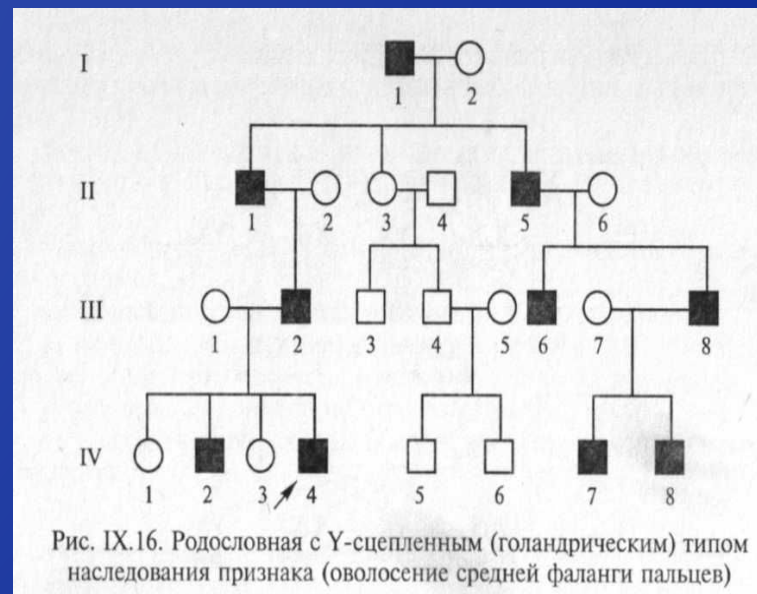 I
1 2
II
1 2 3 4 5 6
III
1 2 3 4 5 6 7 8
IV
1 2 3 4 5 6 7 8
Рис. IX.16. Родословная с Y-сцепленным (голандрическим) типом
наследования признака (оволосение средней фаланги пальцев)